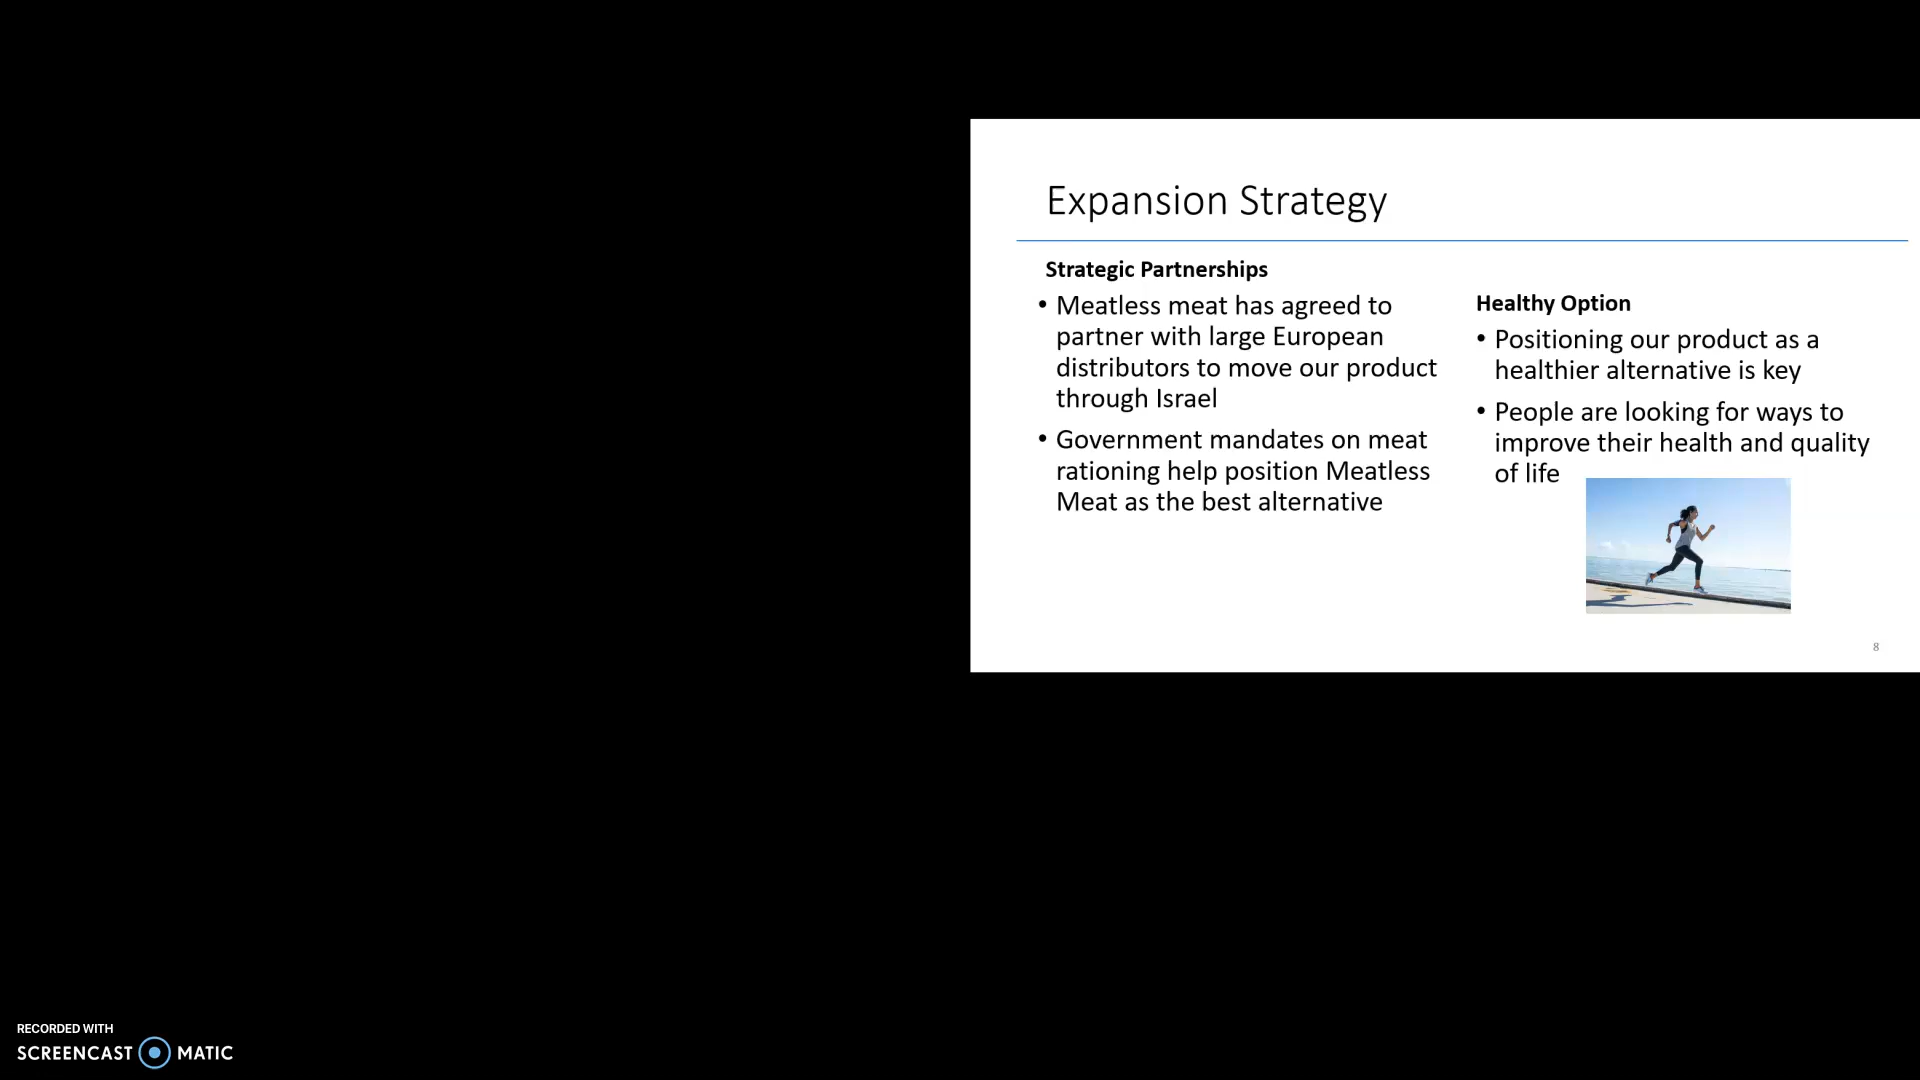 Expansion Strategy
Strategic Partnerships
• Meatless meat has agreed to
partner with large European
distributors to move our product
through Israel
• Government mandates on meat
rationing help position Meatless
Meat as the best alternative
Healthy Option
• Positioning our product as a
healthier alternative is key
• People are looking for ways to
improve their health and quality
of life
8
RECORDED WITH
SCREENCAST MATIC